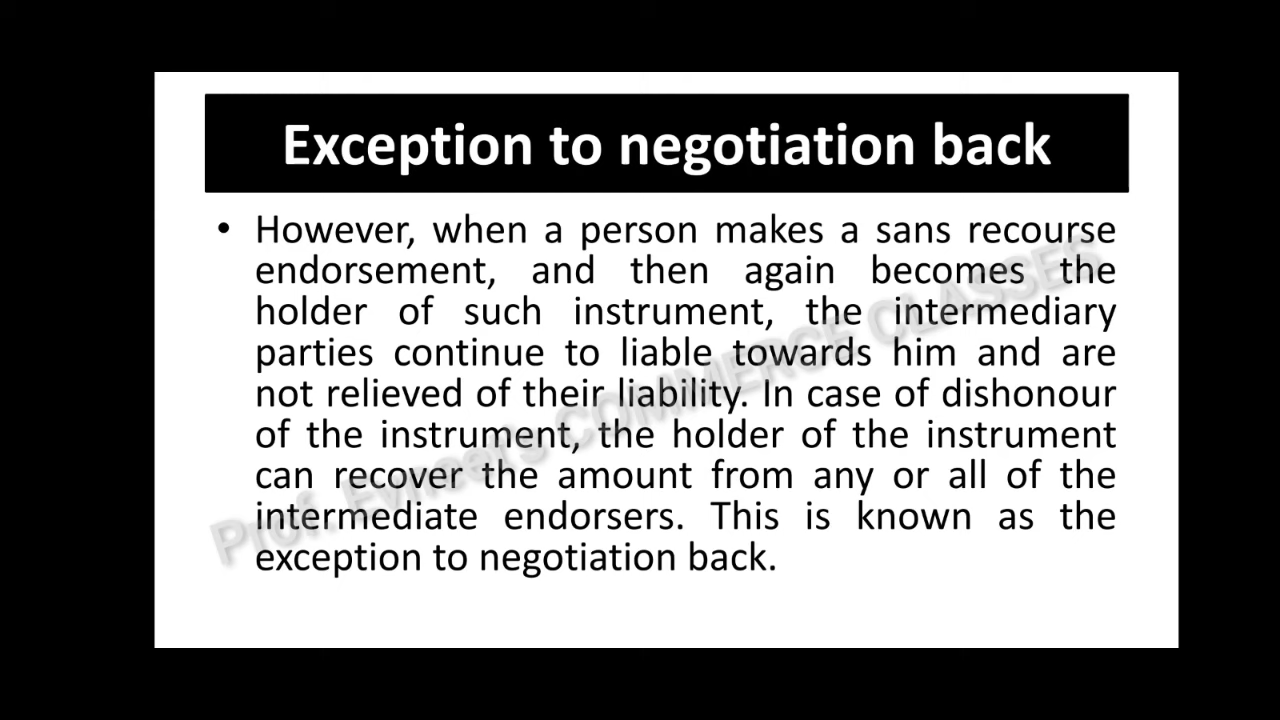 Exception to negotiation back
• However, when a person makes a sans recourse
endorsement, and then again becomes the
holder of such instrument, the intermediary
parties continue to liable towards him and are
not relieved of their liability. In case of dishonour
of the instrument, the holder of the instrument
can recover the amount from any or all of the
intermediate endorsers. This is known as the
exception to negotiation back.
Prof. COMMERCE CLASSES